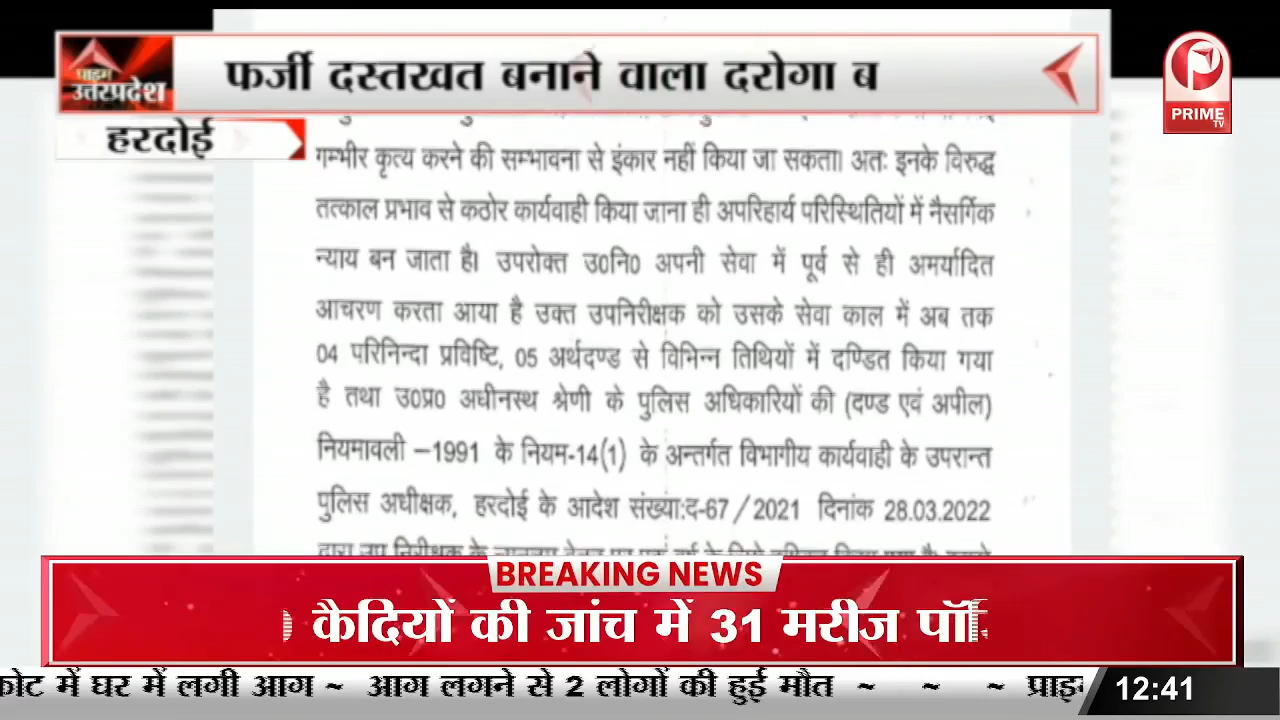 फर्जी दस्तखत बनाने वाला दरोगा ब
प्राइम
उत्तरप्रदेश
PRIME
TV
हरदोई
गम्भीर कृत्य करने की सम्भावना से इंकार नहीं किया जा सकता। अतः इनके विरुद्ध
तत्काल प्रभाव से कठोर कार्यवाही किया जाना ही अपरिहार्य परिस्थितियों में नैसर्गिक
न्याय बन जाता है। उपरोक्त उ0नि0 अपनी सेवा में पूर्व से ही अमर्यादित
आचरण करता आया है उक्त उपनिरीक्षक को उसके सेवा काल में अब तक
04 परिनिन्दा प्रविष्टि, 05 अर्थदण्ड से विभिन्न तिथियों में दण्डित किया गया
है तथा उ0प्र0 अधीनस्थ श्रेणी के पुलिस अधिकारियों की (दण्ड एवं अपील)
नियमावली –1991 के नियम-14(1) के अन्तर्गत विभागीय कार्यवाही के उपरान्त
पुलिस अधीक्षक, हरदोई के आदेश संख्या:द-67/2021 दिनांक 28.03.2022
BREAKING NEWS
कैदियों की जांच में 31 मरीज
में घर में लगी आग ~ आग लगने से 2 लोगों की हुई मौत ~ ~ ~
12:41